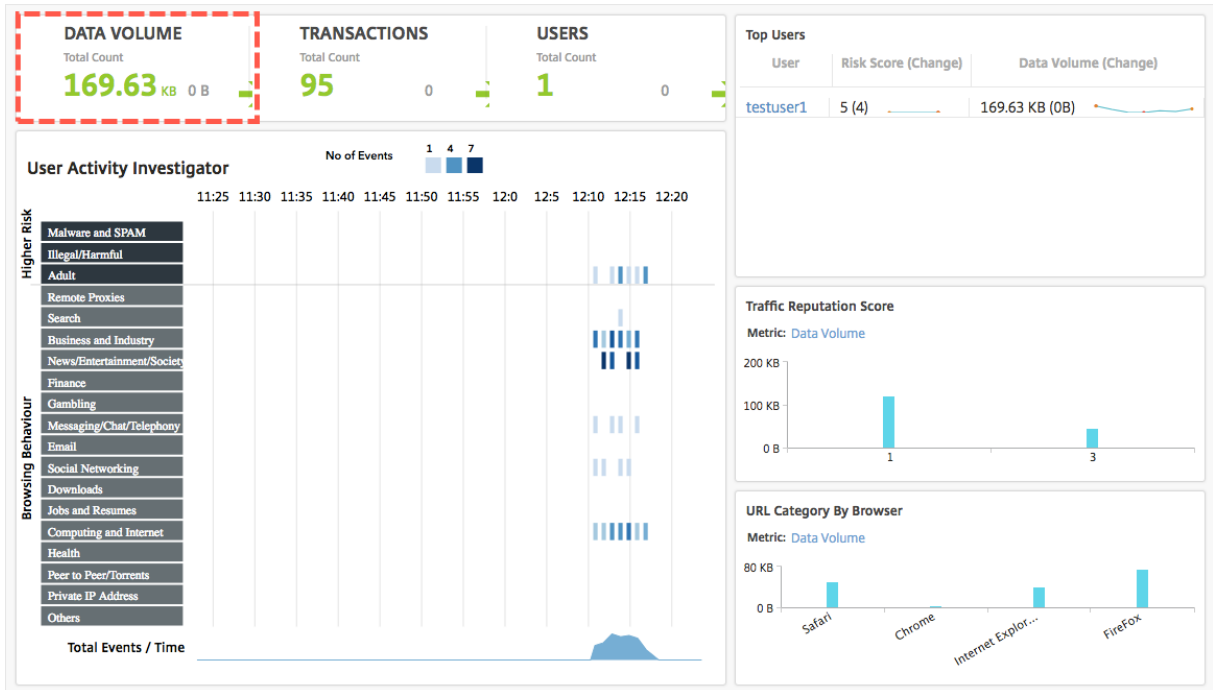 DATA VOLUME
Total Count
169.63 KB 0 B
TRANSACTIONS
Total Count
95 0
USERS
Total Count
1 0
Top Users
User Risk Score (Change) Data Volume (Change)
testuser1 5 (4) 169.63 KB (0B)
User Activity Investigator
No of Events
1 4 7
11:25 11:30 11:35 11:40 11:45 11:50 11:55 12:0 12:5 12:10 12:15 12:20
Higher Risk
Malware and SPAM
Illegal/Harmful
Adult
Browsing Behaviour
Remote Proxies
Search
Business and Industry
News/Entertainment/Society
Finance
Gambling
Messaging/Chat/Telephony
Email
Social Networking
Downloads
Jobs and Resumes
Computing and Internet
Health
Peer to Peer/Torrents
Private IP Address
Others
Total Events / Time
Traffic Reputation Score
Metric: Data Volume
200 KB
100 KB
0 B
1 3
URL Category By Browser
Metric: Data Volume
80 KB
0 B
Safari Chrome Internet Explor... FireFox